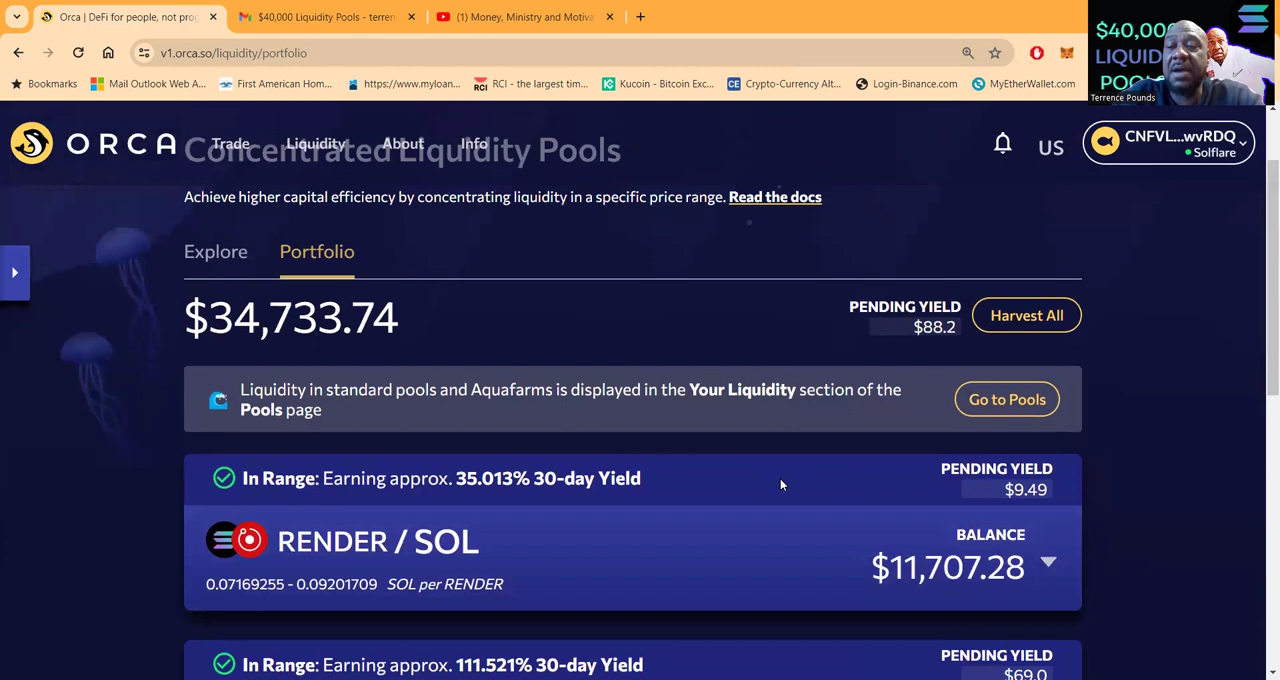 Orca | DeFi for people, not pro
$40,000 Liquidity Pools - terren
(1) Money, Ministry and Motiva
v1.orca.so/liquidity/portfolio
Bookmarks
Mail Outlook Web A...
First American Hom...
https://www.myloan...
RCI - the largest tim...
Kucoin - Bitcoin Exc...
Crypto-Currency Alt...
Login-Binance.com
MyEtherWallet.com
$40,00
LIQUID
POO
Terrence Pounds
ORCA
Trade
Liquidity
About
Info
US
CNFVL...wvRDQ
Solflare
Concentrated Liquidity Pools
Achieve higher capital efficiency by concentrating liquidity in a specific price range. Read the docs
Explore
Portfolio
$34,733.74
PENDING YIELD
$88.2
Harvest All
Liquidity in standard pools and Aquafarms is displayed in the Your Liquidity section of the
Pools page
Go to Pools
In Range: Earning approx. 35.013% 30-day Yield
PENDING YIELD
$9.49
RENDER / SOL
BALANCE
$11,707.28
0.07169255 - 0.09201709 SOL per RENDER
In Range: Earning approx. 111.521% 30-day Yield
PENDING YIELD
$69.0